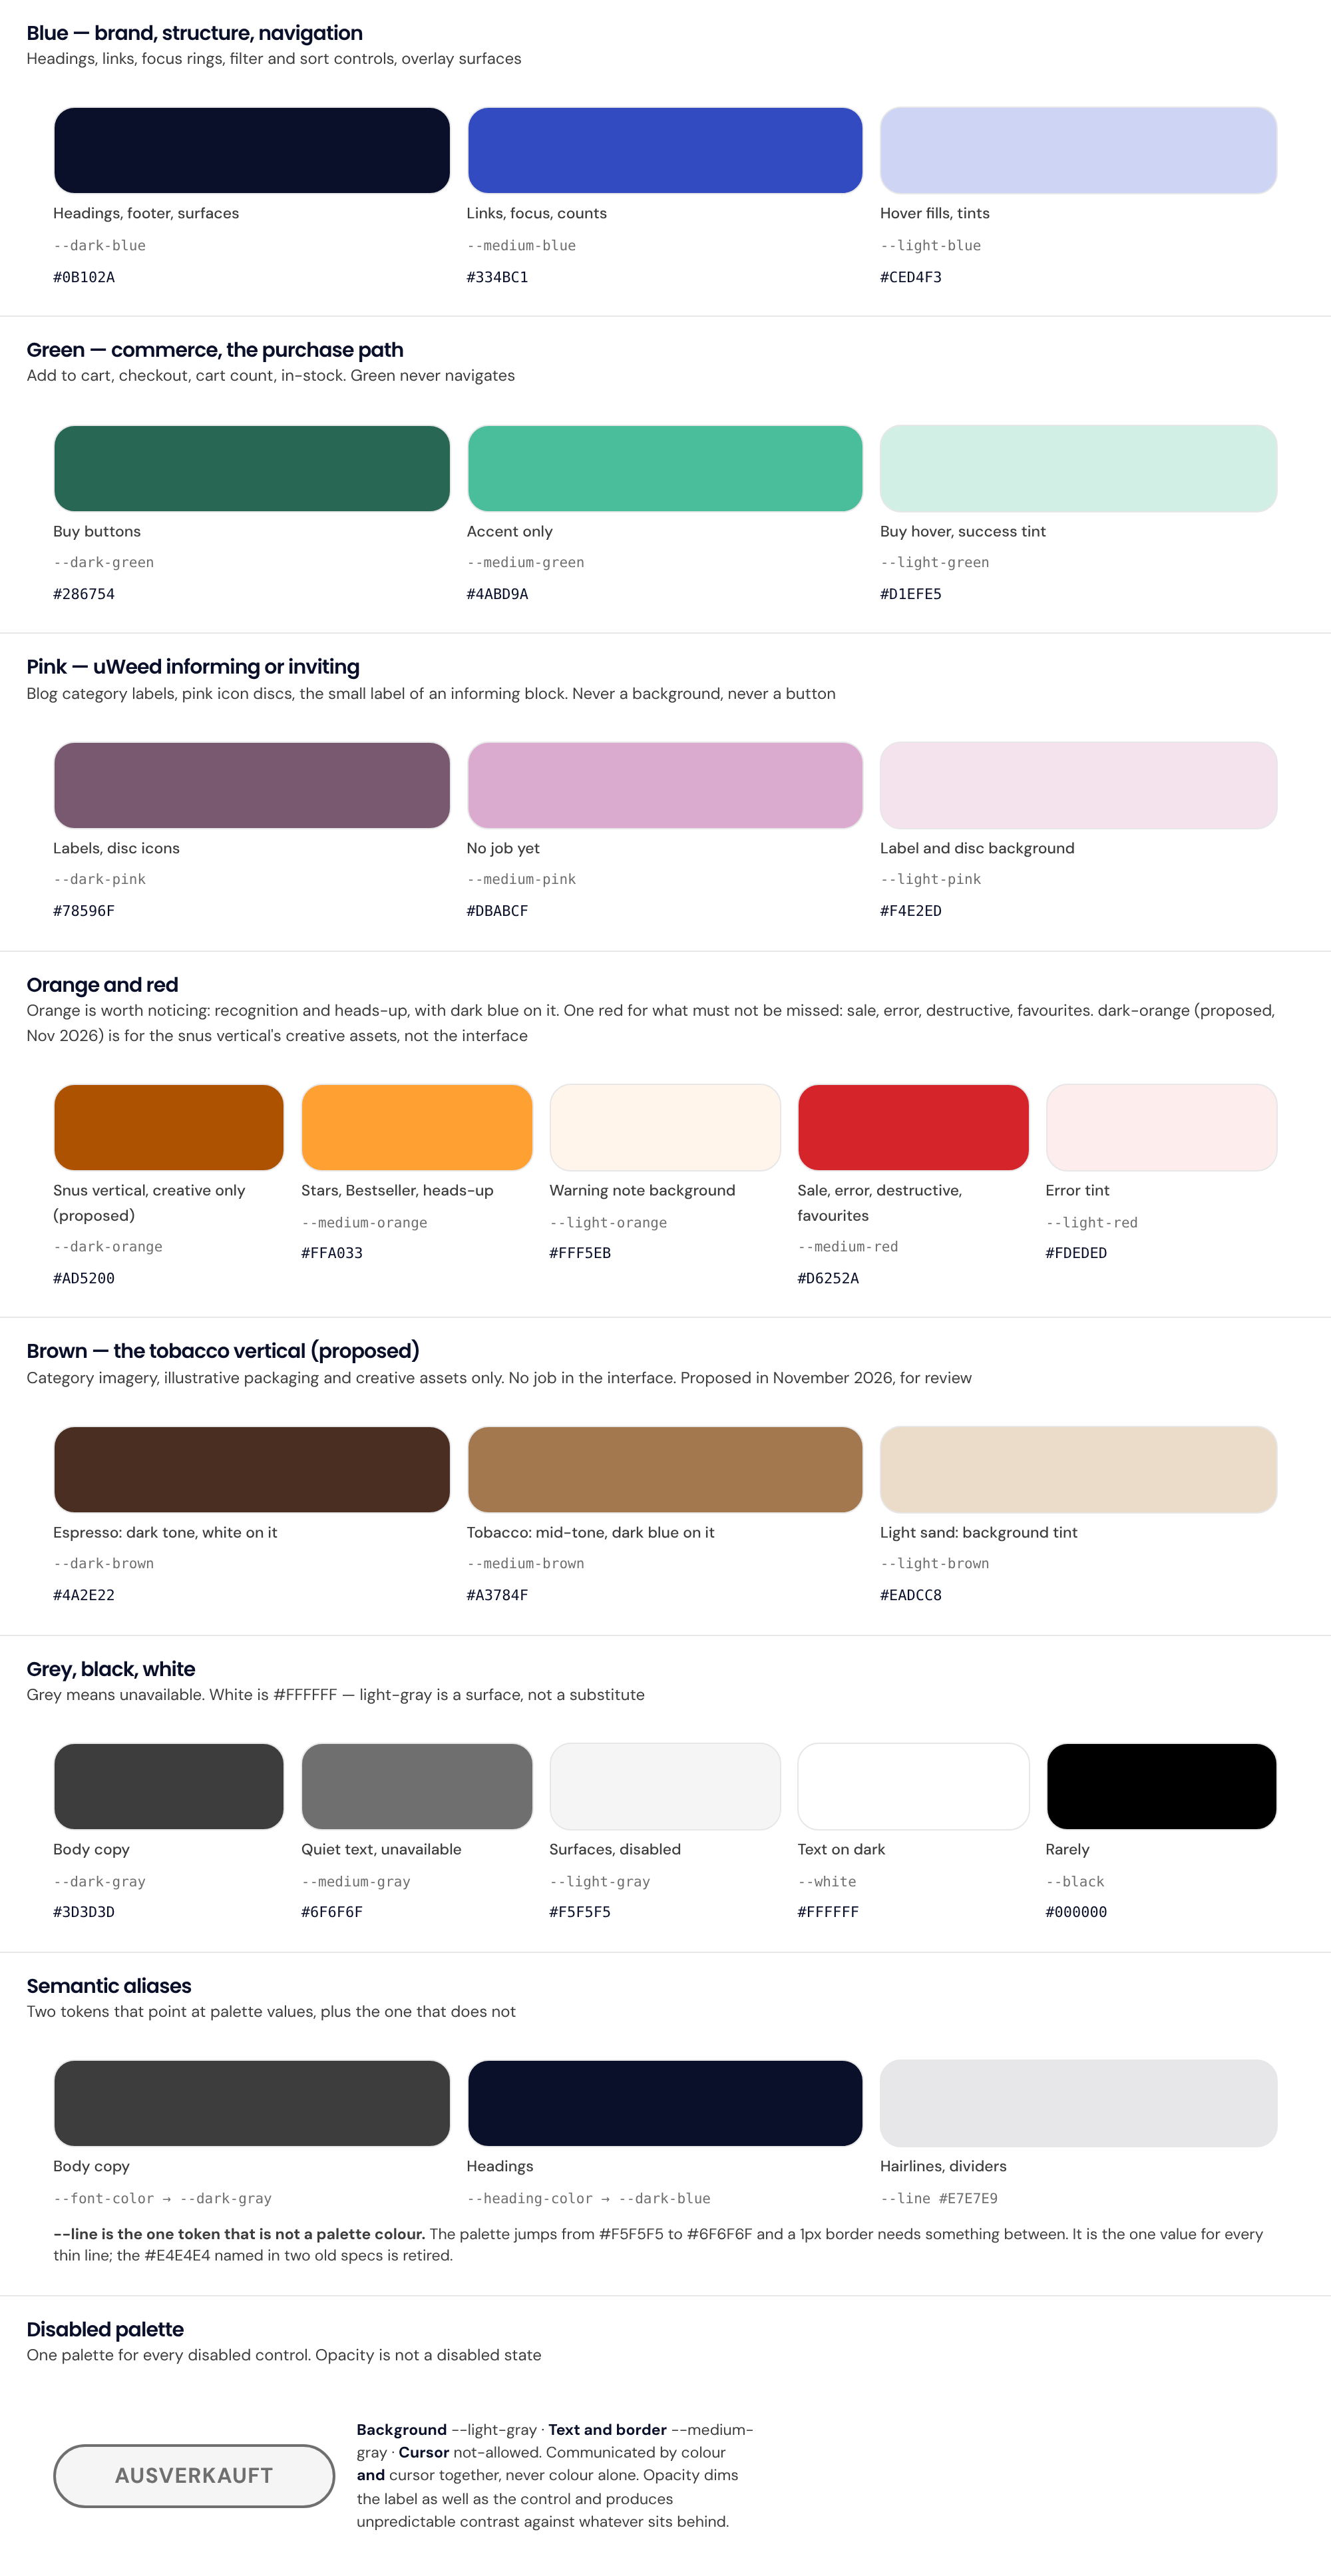 Blue — brand, structure, navigation
Headings, links, focus rings, filter and sort controls, overlay surfaces
Headings, footer, surfaces
--dark-blue
#0B102A
Links, focus, counts
--medium-blue
#334BC1
Hover fills, tints
--light-blue
#CED4F3
Green — commerce, the purchase path
Add to cart, checkout, cart count, in-stock. Green never navigates
Buy buttons
--dark-green
#286754
Accent only
--medium-green
#4ABD9A
Buy hover, success tint
--light-green
#D1EFE5
Pink — uWeed informing or inviting
Blog category labels, pink icon discs, the small label of an informing block. Never a background, never a button
Labels, disc icons
--dark-pink
#78596F
No job yet
--medium-pink
#DBABCF
Label and disc background
--light-pink
#F4E2ED
Orange and red
Orange is worth noticing: recognition and heads-up, with dark blue on it. One red for what must not be missed: sale, error, destructive, favourites. dark-orange (proposed,
Nov 2026) is for the snus vertical's creative assets, not the interface
Snus vertical, creative only
(proposed)
--dark-orange
#AD5200
Stars, Bestseller, heads-up
--medium-orange
#FFA033
Warning note background
--light-orange
#FFF5EB
Sale, error, destructive,
favourites
--medium-red
#D6252A
Error tint
--light-red
#FDEDED
Brown — the tobacco vertical (proposed)
Category imagery, illustrative packaging and creative assets only. No job in the interface. Proposed in November 2026, for review
Espresso: dark tone, white on it
--dark-brown
#4A2E22
Tobacco: mid-tone, dark blue on it
--medium-brown
#A3784F
Light sand: background tint
--light-brown
#EADCC8
Grey, black, white
Grey means unavailable. White is #FFFFFF — light-gray is a surface, not a substitute
Body copy
--dark-gray
#3D3D3D
Quiet text, unavailable
--medium-gray
#6F6F6F
Surfaces, disabled
--light-gray
#F5F5F5
Text on dark
--white
#FFFFFF
Rarely
--black
#000000
Semantic aliases
Two tokens that point at palette values, plus the one that does not
Body copy
--font-color → --dark-gray
Headings
--heading-color → --dark-blue
Hairlines, dividers
--line #E7E7E9
--line is the one token that is not a palette colour. The palette jumps from #F5F5F5 to #6F6F6F and a 1px border needs something between. It is the one value for every
thin line; the #E4E4E4 named in two old specs is retired.
Disabled palette
One palette for every disabled control. Opacity is not a disabled state
AUSVERKAUFT
Background --light-gray · Text and border --medium-
gray · Cursor not-allowed. Communicated by colour
and cursor together, never colour alone. Opacity dims
the label as well as the control and produces
unpredictable contrast against whatever sits behind.